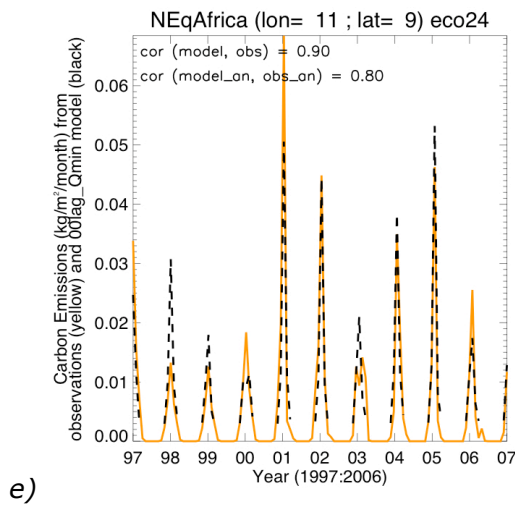 NEqAfrica (lon= 11 ; lat= 9) eco24
cor (model, obs) = 0.90
cor (model_an, obs_an) = 0.80
Carbon Emissions (kg/m²/month) from
observations (yellow) and 00lag_Qmin model (black)
0.06
0.05
0.04
0.03
0.02
0.01
0.00
97 98 99 00 01 02 03 04 05 06 07
Year (1997:2006)
e)